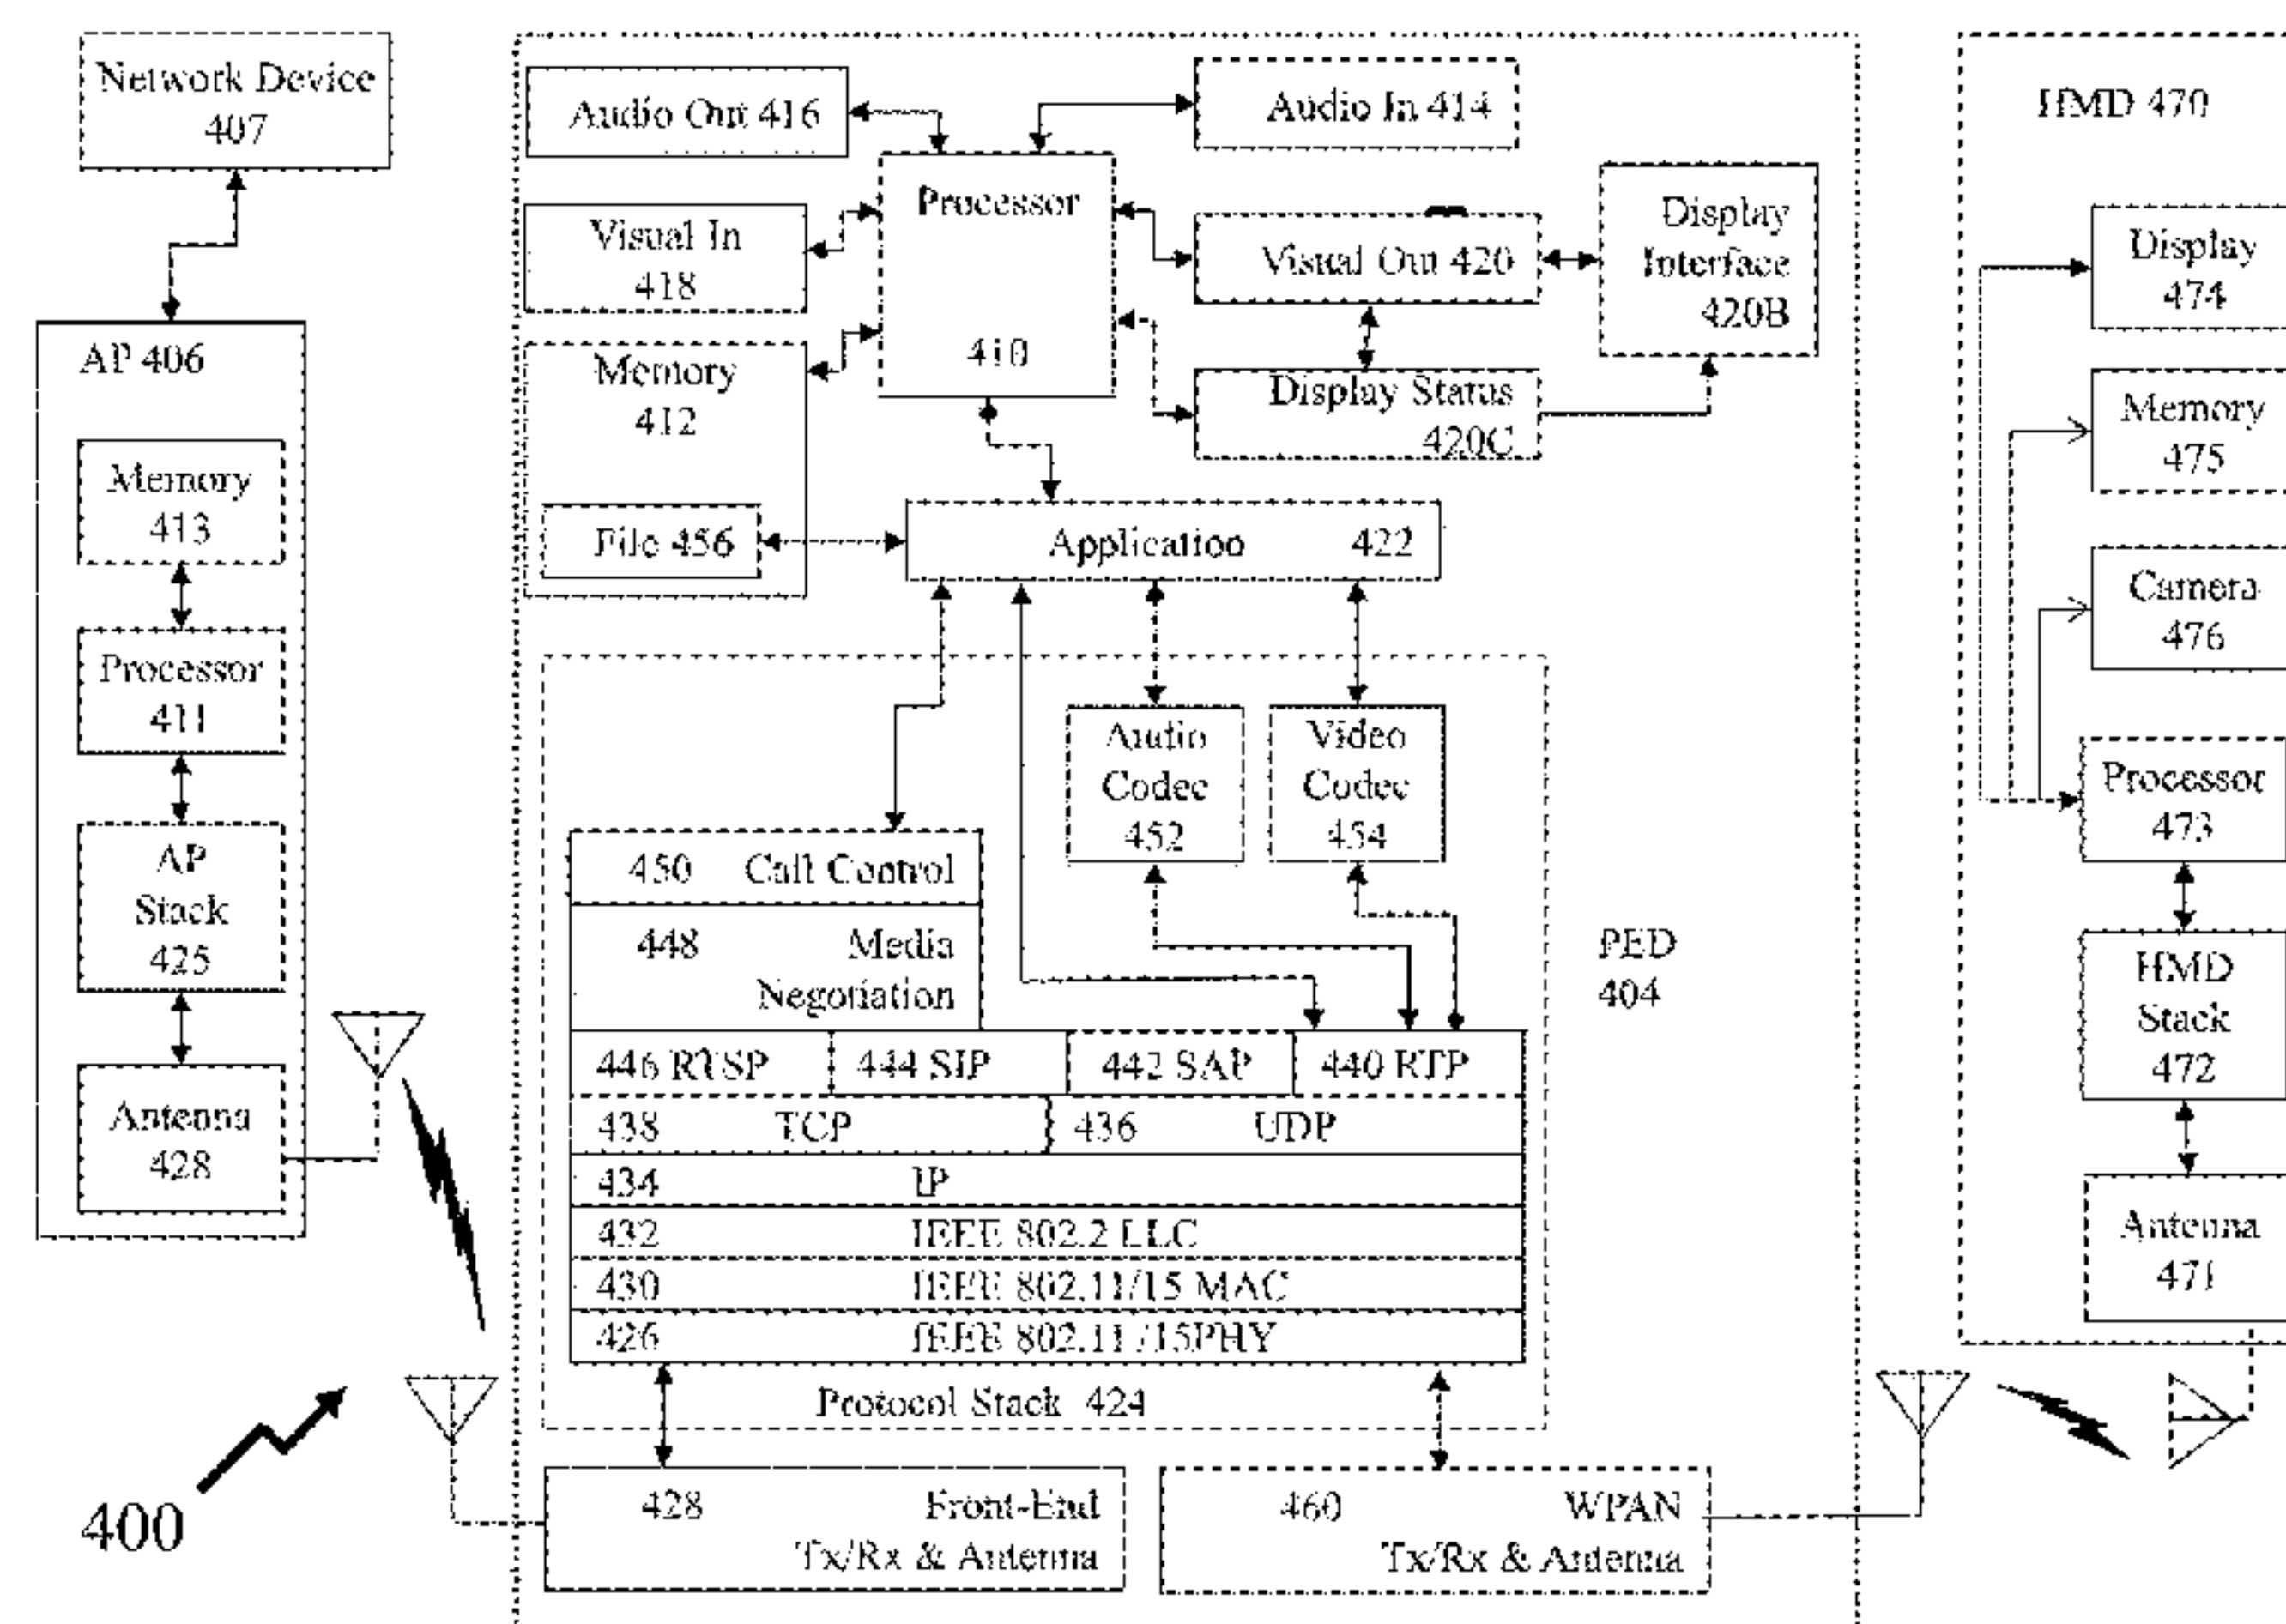 Network Device
407
AP 406
Memory
413
Processor
411
AP
Stack
425
Antenna
428
400
Audio Out 416
Audio In 414
Processor
410
Visual In
418
Visual Out 420
Display
Interface
420B
Memory
412
Display Status
420C
File 456
Application 422
Audio
Codec
452
Video
Codec
454
450 Call Control
448 Media
Negotiation
446 RTSP 444 SIP 442 SAP 440 RTP
438 TCP 436 UDP
434 IP
432 IEEE 802.2 LLC
430 IEEE 802.11/15 MAC
426 IEEE 802.11 /15PHY
Protocol Stack 424
428 Front-End
Tx/Rx & Antenna
460 WPAN
Tx/Rx & Antenna
PED
404
HMD 470
Display
474
Memory
475
Camera
476
Processor
473
HMD
Stack
472
Antenna
471